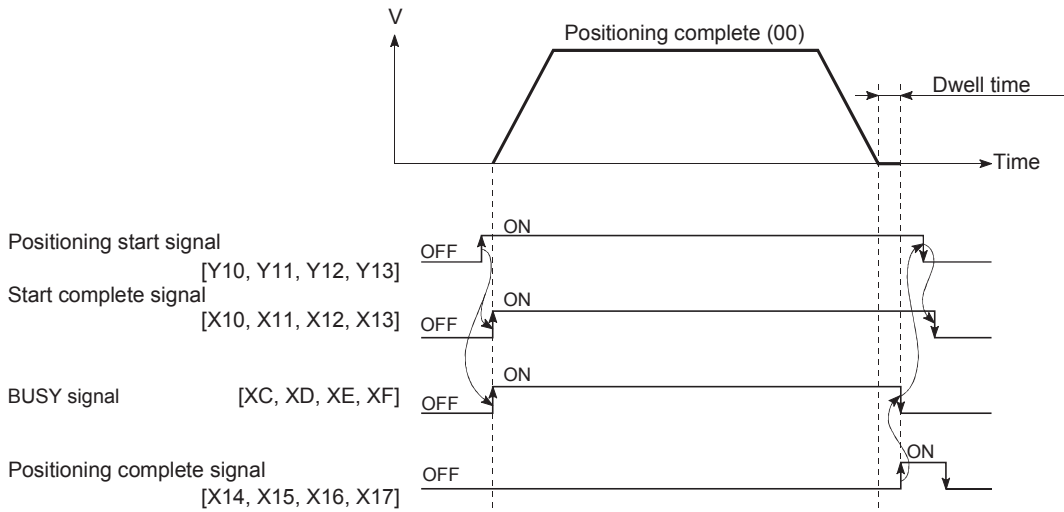 V
Positioning complete (00)
Dwell time
Time
ON
Positioning start signal
OFF
[Y10, Y11, Y12, Y13]
Start complete signal
ON
[X10, X11, X12, X13]
OFF
ON
BUSY signal [XC, XD, XE, XF]
OFF
Positioning complete signal
OFF
ON
[X14, X15, X16, X17]